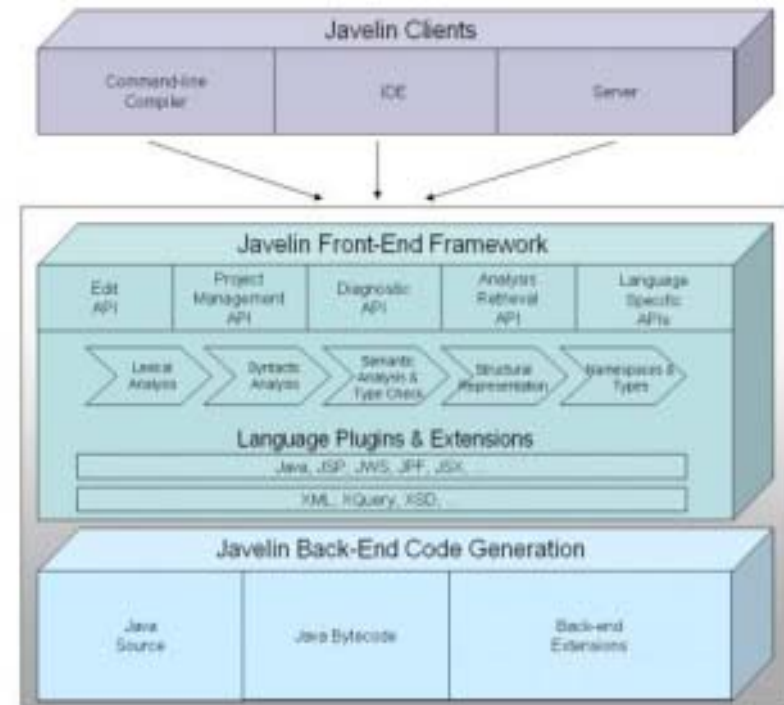 Javelin Clients
Command-line
Compiler
IDE
Server
Javelin Front-End Framework
Edit
API
Project
Management
API
Diagnostic
API
Analysis
Retrieval
API
Language
Specific
APIs
Lexical
Analysis
Syntactic
Analysis
Semantic
Analysis &
Type Check
Structural
Representation
Namespaces &
Types
Language Plugins & Extensions
Java, JSP, JWS, JPF, JSX, ...
XML, XQuery, XSD, ...
Javelin Back-End Code Generation
Java
Source
Java Bytecode
Back-end
Extensions